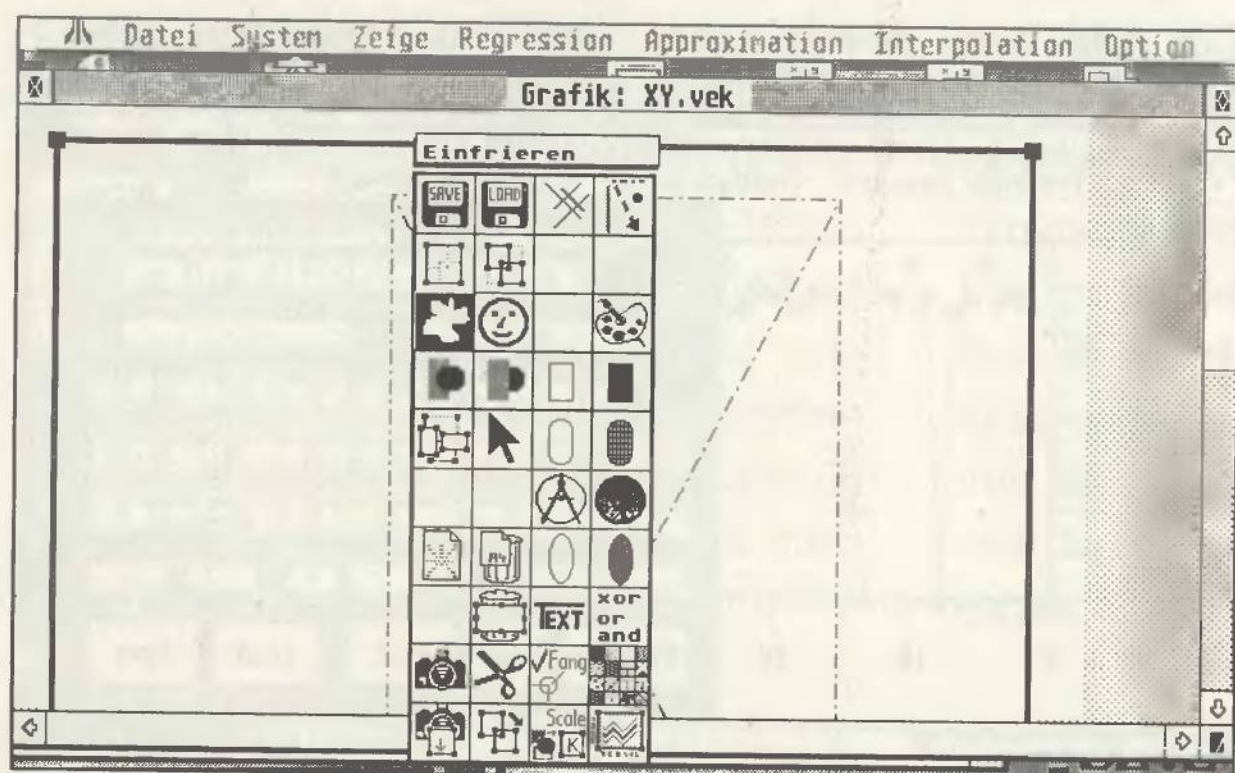 Datei System Zeige Regression Approximation Interpolation Option
Grafik: XY.vek
Einfrieren
SAVE LOAD
A4
TEXT
xor
or
and
√Fang
Scale
K